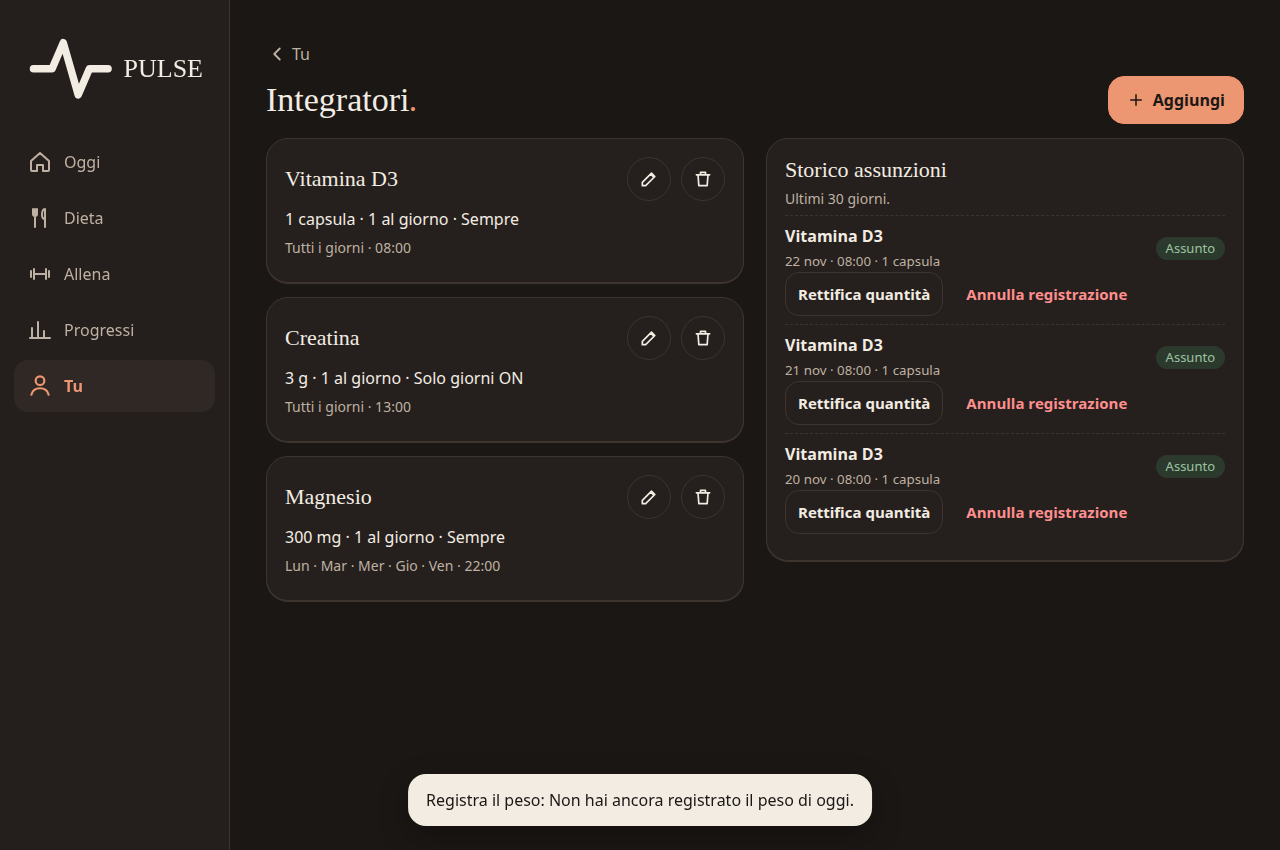 PULSE
Oggi
Dieta
Allena
Progressi
Tu
Tu
Integratori.
Aggiungi
Vitamina D3
1 capsula · 1 al giorno · Sempre
Tutti i giorni · 08:00
Creatina
3 g · 1 al giorno · Solo giorni ON
Tutti i giorni · 13:00
Magnesio
300 mg · 1 al giorno · Sempre
Lun · Mar · Mer · Gio · Ven · 22:00
Storico assunzioni
Ultimi 30 giorni.
Vitamina D3
Assunto
22 nov · 08:00 · 1 capsula
Rettifica quantità Annulla registrazione
Vitamina D3
Assunto
21 nov · 08:00 · 1 capsula
Rettifica quantità Annulla registrazione
Vitamina D3
Assunto
20 nov · 08:00 · 1 capsula
Rettifica quantità Annulla registrazione
Registra il peso: Non hai ancora registrato il peso di oggi.